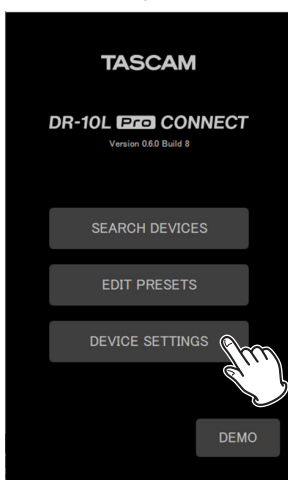 TASCAM
DR-10L Pro CONNECT
Version 0.6.0 Build 8
SEARCH DEVICES
EDIT PRESETS
DEVICE SETTINGS
DEMO